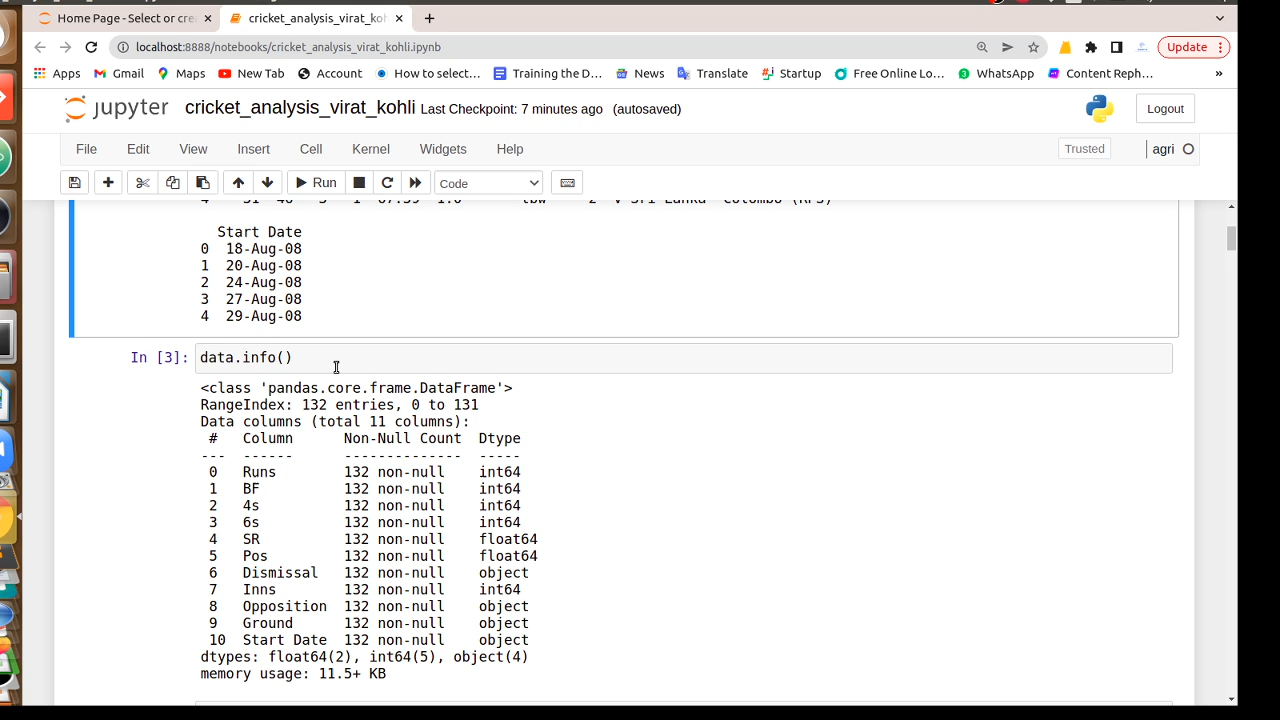 Home Page - Select or cre
cricket_analysis_virat_koh
localhost:8888/notebooks/cricket_analysis_virat_kohli.ipynb
Update
Apps Gmail Maps New Tab Account How to select... Training the D... News Translate Startup Free Online Lo... WhatsApp Content Reph... »
jupyter cricket_analysis_virat_kohli Last Checkpoint: 7 minutes ago (autosaved) Logout
File Edit View Insert Cell Kernel Widgets Help Trusted agri
Run Code
Start Date
0 18-Aug-08
1 20-Aug-08
2 24-Aug-08
3 27-Aug-08
4 29-Aug-08
In [3]: data.info()
<class 'pandas.core.frame.DataFrame'>
RangeIndex: 132 entries, 0 to 131
Data columns (total 11 columns):
# Column Non-Null Count Dtype
--- ------ -------------- -----
0 Runs 132 non-null int64
1 BF 132 non-null int64
2 4s 132 non-null int64
3 6s 132 non-null int64
4 SR 132 non-null float64
5 Pos 132 non-null float64
6 Dismissal 132 non-null object
7 Inns 132 non-null int64
8 Opposition 132 non-null object
9 Ground 132 non-null object
10 Start Date 132 non-null object
dtypes: float64(2), int64(5), object(4)
memory usage: 11.5+ KB